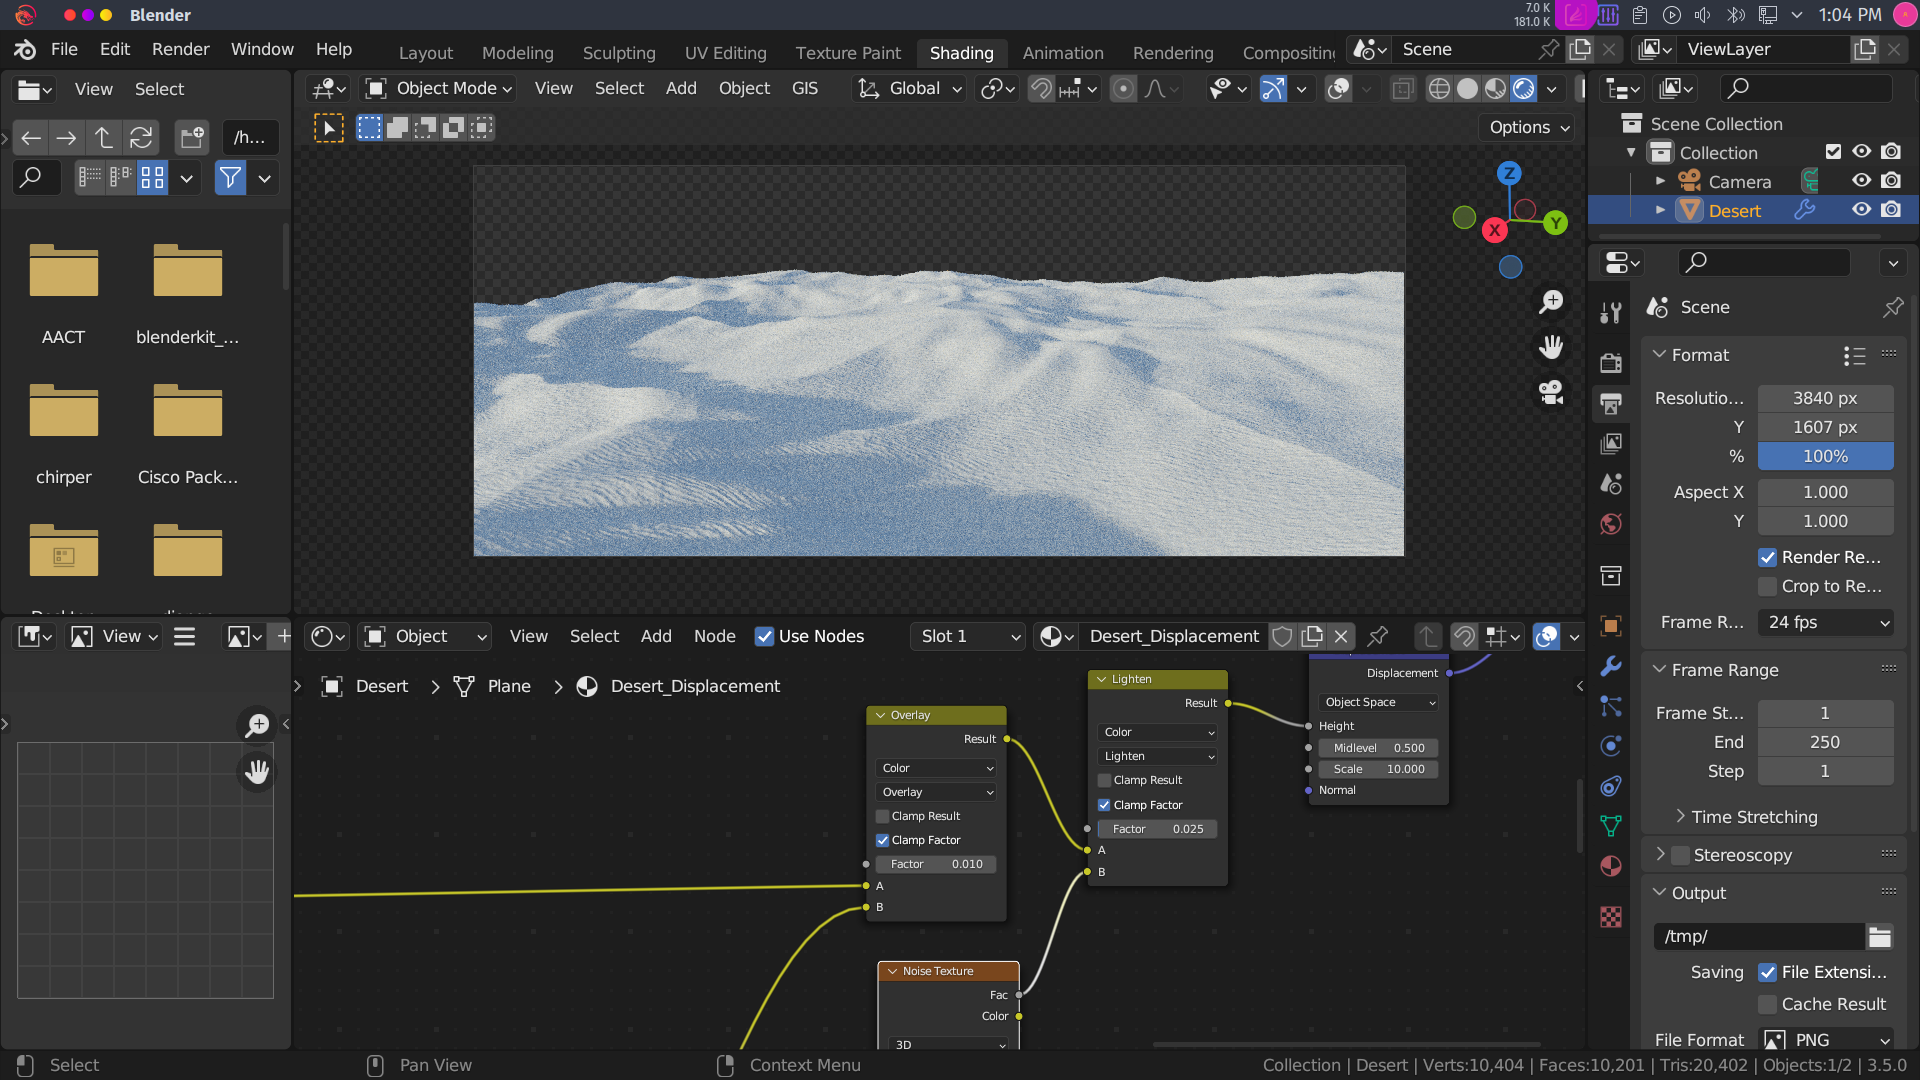 Blender
7.0 K
181.0 K
1:04 PM
File Edit Render Window Help
Layout Modeling Sculpting UV Editing Texture Paint Shading Animation Rendering Compositing
Scene
ViewLayer
View Select
Object Mode View Select Add Object GIS
Global
Options
/h...
Z
Y
X
AACT
blenderkit_...
chirper
Cisco Pack...
Scene Collection
Collection
Camera
Desert
Scene
Format
Resolutio... 3840 px
Y 1607 px
% 100%
Aspect X 1.000
Y 1.000
Render Re...
Crop to Re...
Frame R... 24 fps
Frame Range
Frame St... 1
End 250
Step 1
Time Stretching
Stereoscopy
Output
/tmp/
Saving File Extensi...
Cache Result
File Format PNG
View
Object View Select Add Node Use Nodes
Slot 1
Desert_Displacement
Desert > Plane > Desert_Displacement
Overlay
Result
Color
Overlay
Clamp Result
Clamp Factor
Factor 0.010
A
B
Lighten
Result
Color
Lighten
Clamp Result
Clamp Factor
Factor 0.025
A
B
Displacement
Object Space
Height
Midlevel 0.500
Scale 10.000
Normal
Noise Texture
Fac
Color
3D
Select
Pan View
Context Menu
Collection | Desert | Verts:10,404 | Faces:10,201 | Tris:20,402 | Objects:1/2 | 3.5.0